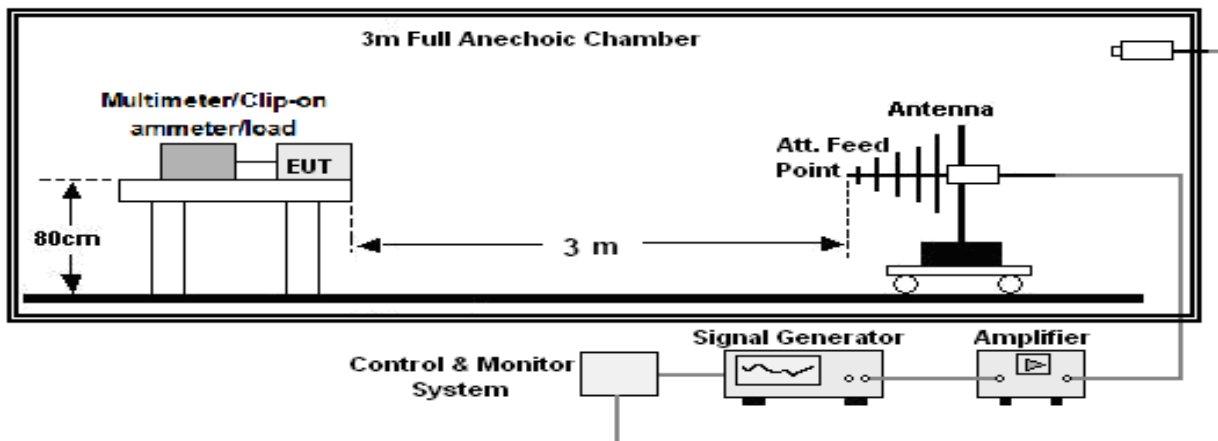 3m Full Anechoic Chamber
Multimeter/Clip-on
ammeter/load
EUT
Antenna
Att. Feed
Point
80cm
3 m
Signal Generator
Amplifier
Control & Monitor
System